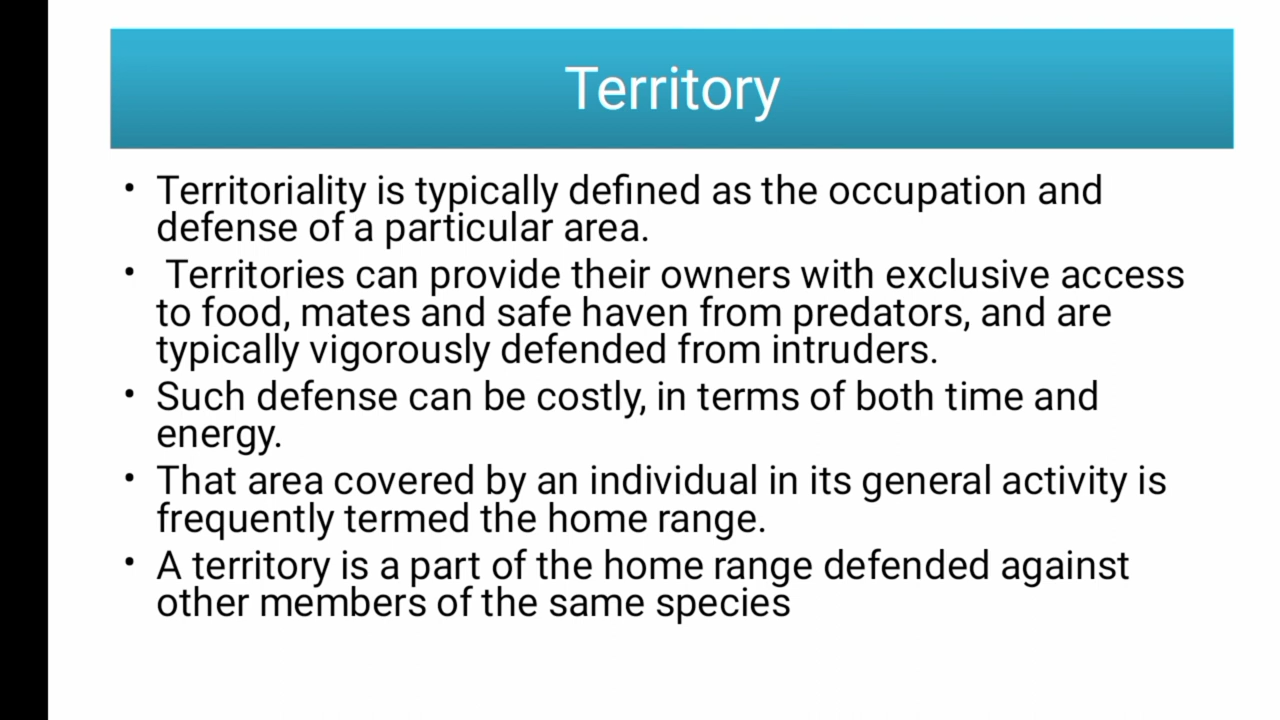 Territory
• Territoriality is typically defined as the occupation and
defense of a particular area.
• Territories can provide their owners with exclusive access
to food, mates and safe haven from predators, and are
typically vigorously defended from intruders.
• Such defense can be costly, in terms of both time and
energy.
• That area covered by an individual in its general activity is
frequently termed the home range.
• A territory is a part of the home range defended against
other members of the same species